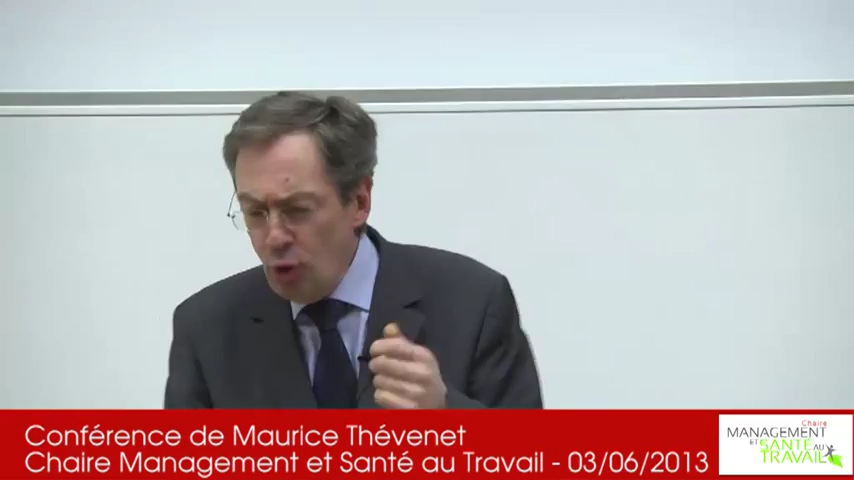 Conférence de Maurice Thévenet
Chaire Management et Santé au Travail - 03/06/2013
Chaire
MANAGEMENT
ET SANTÉ AU
TRAVAIL